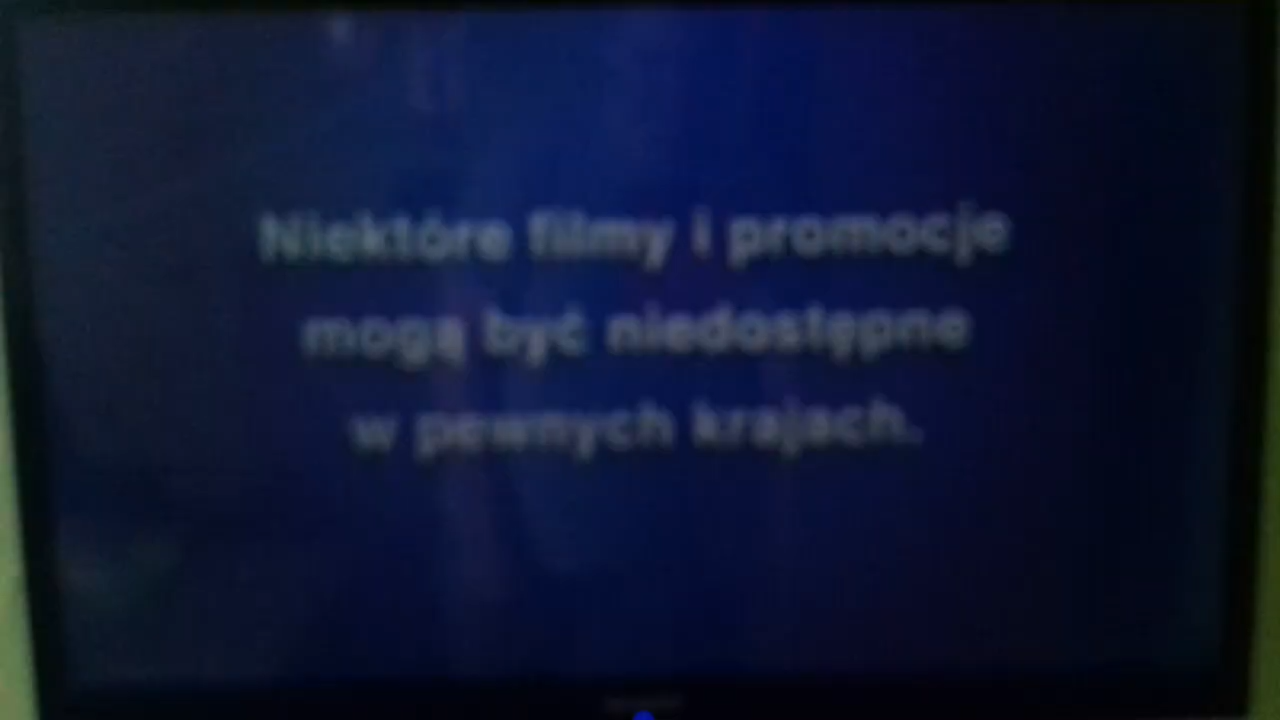 Niektóre filmy i promocje
mogą być niedostępne
w pewnych krajach.